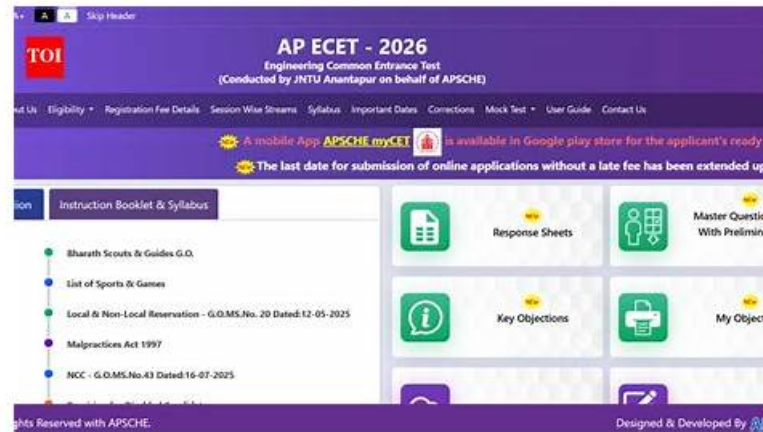 A+ A A Skip Header
TOI
AP ECET - 2026
Engineering Common Entrance Test
(Conducted by JNTU Anantapur on behalf of APSCHE)
out Us Eligibility Registration Fee Details Session Wise Streams Syllabus Important Dates Corrections Mock Test User Guide Contact Us
NEW A mobile App APSCHE myCET is available in Google play store for the applicant's ready
NEW The last date for submission of online applications without a late fee has been extended up
ion Instruction Booklet & Syllabus
Bharath Scouts & Guides G.O.
List of Sports & Games
Local & Non-Local Reservation - G.O.MS.No. 20 Dated:12-05-2025
Malpractices Act 1997
NCC - G.O.MS.No.43 Dated:16-07-2025
NEW
Response Sheets
NEW
Master Questio
With Prelimin
NEW
Key Objections
NEW
My Object
ghts Reserved with APSCHE.
Designed & Developed By